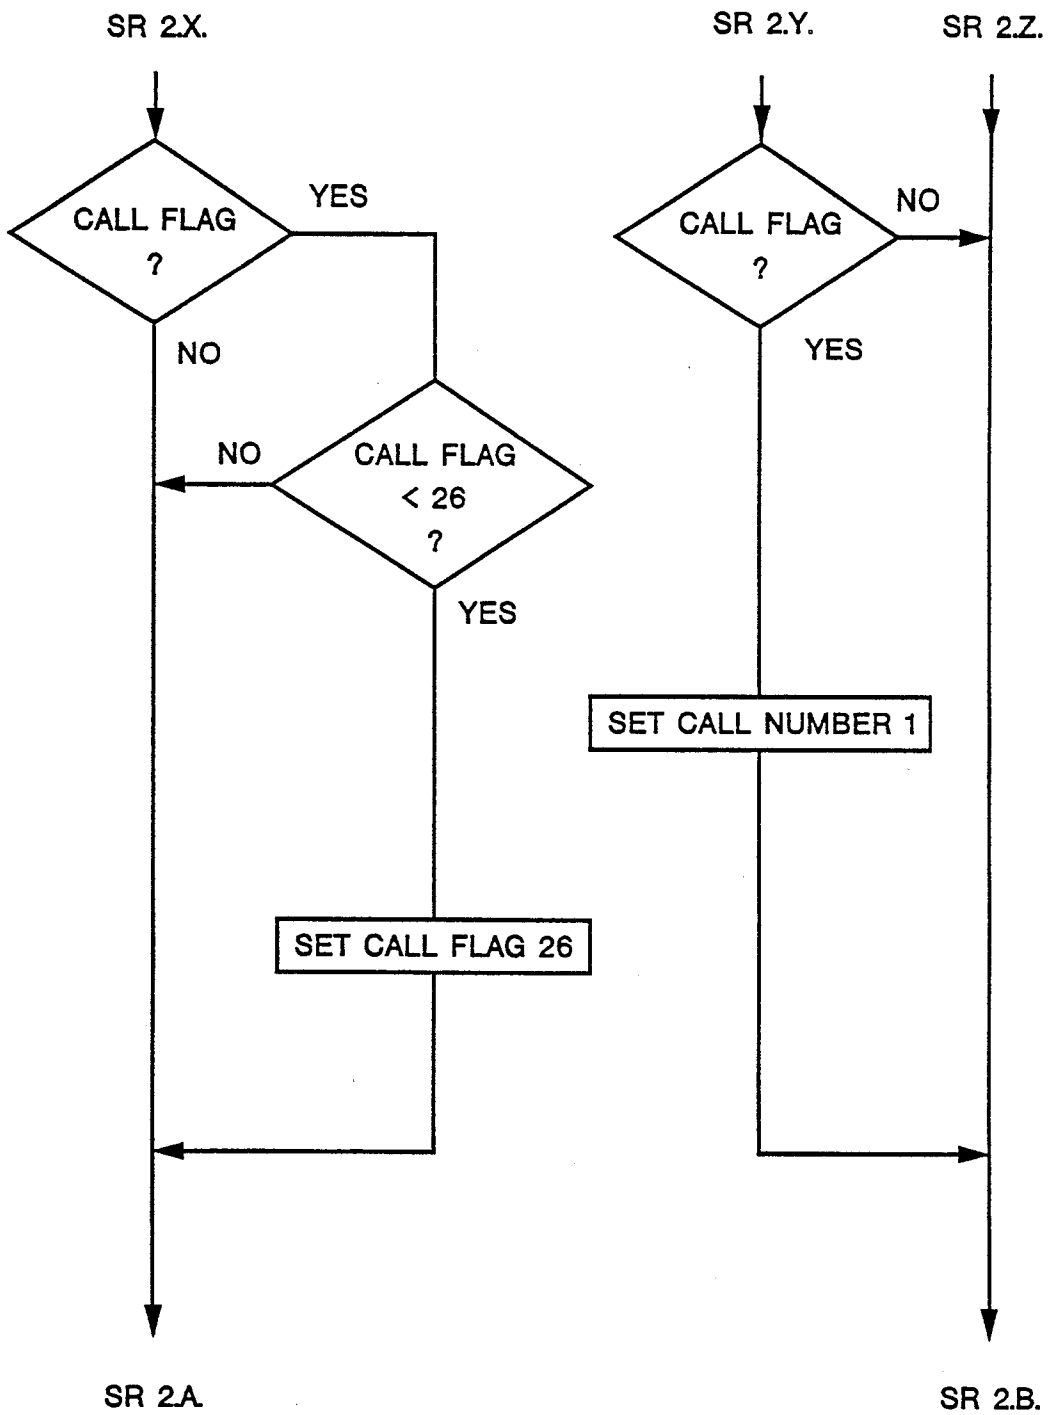 SR 2.X.
SR 2.Y.
SR 2.Z.
CALL FLAG
?
YES
NO
CALL FLAG
< 26
?
NO
YES
SET CALL FLAG 26
SR 2.A.
CALL FLAG
?
NO
YES
SET CALL NUMBER 1
SR 2.B.